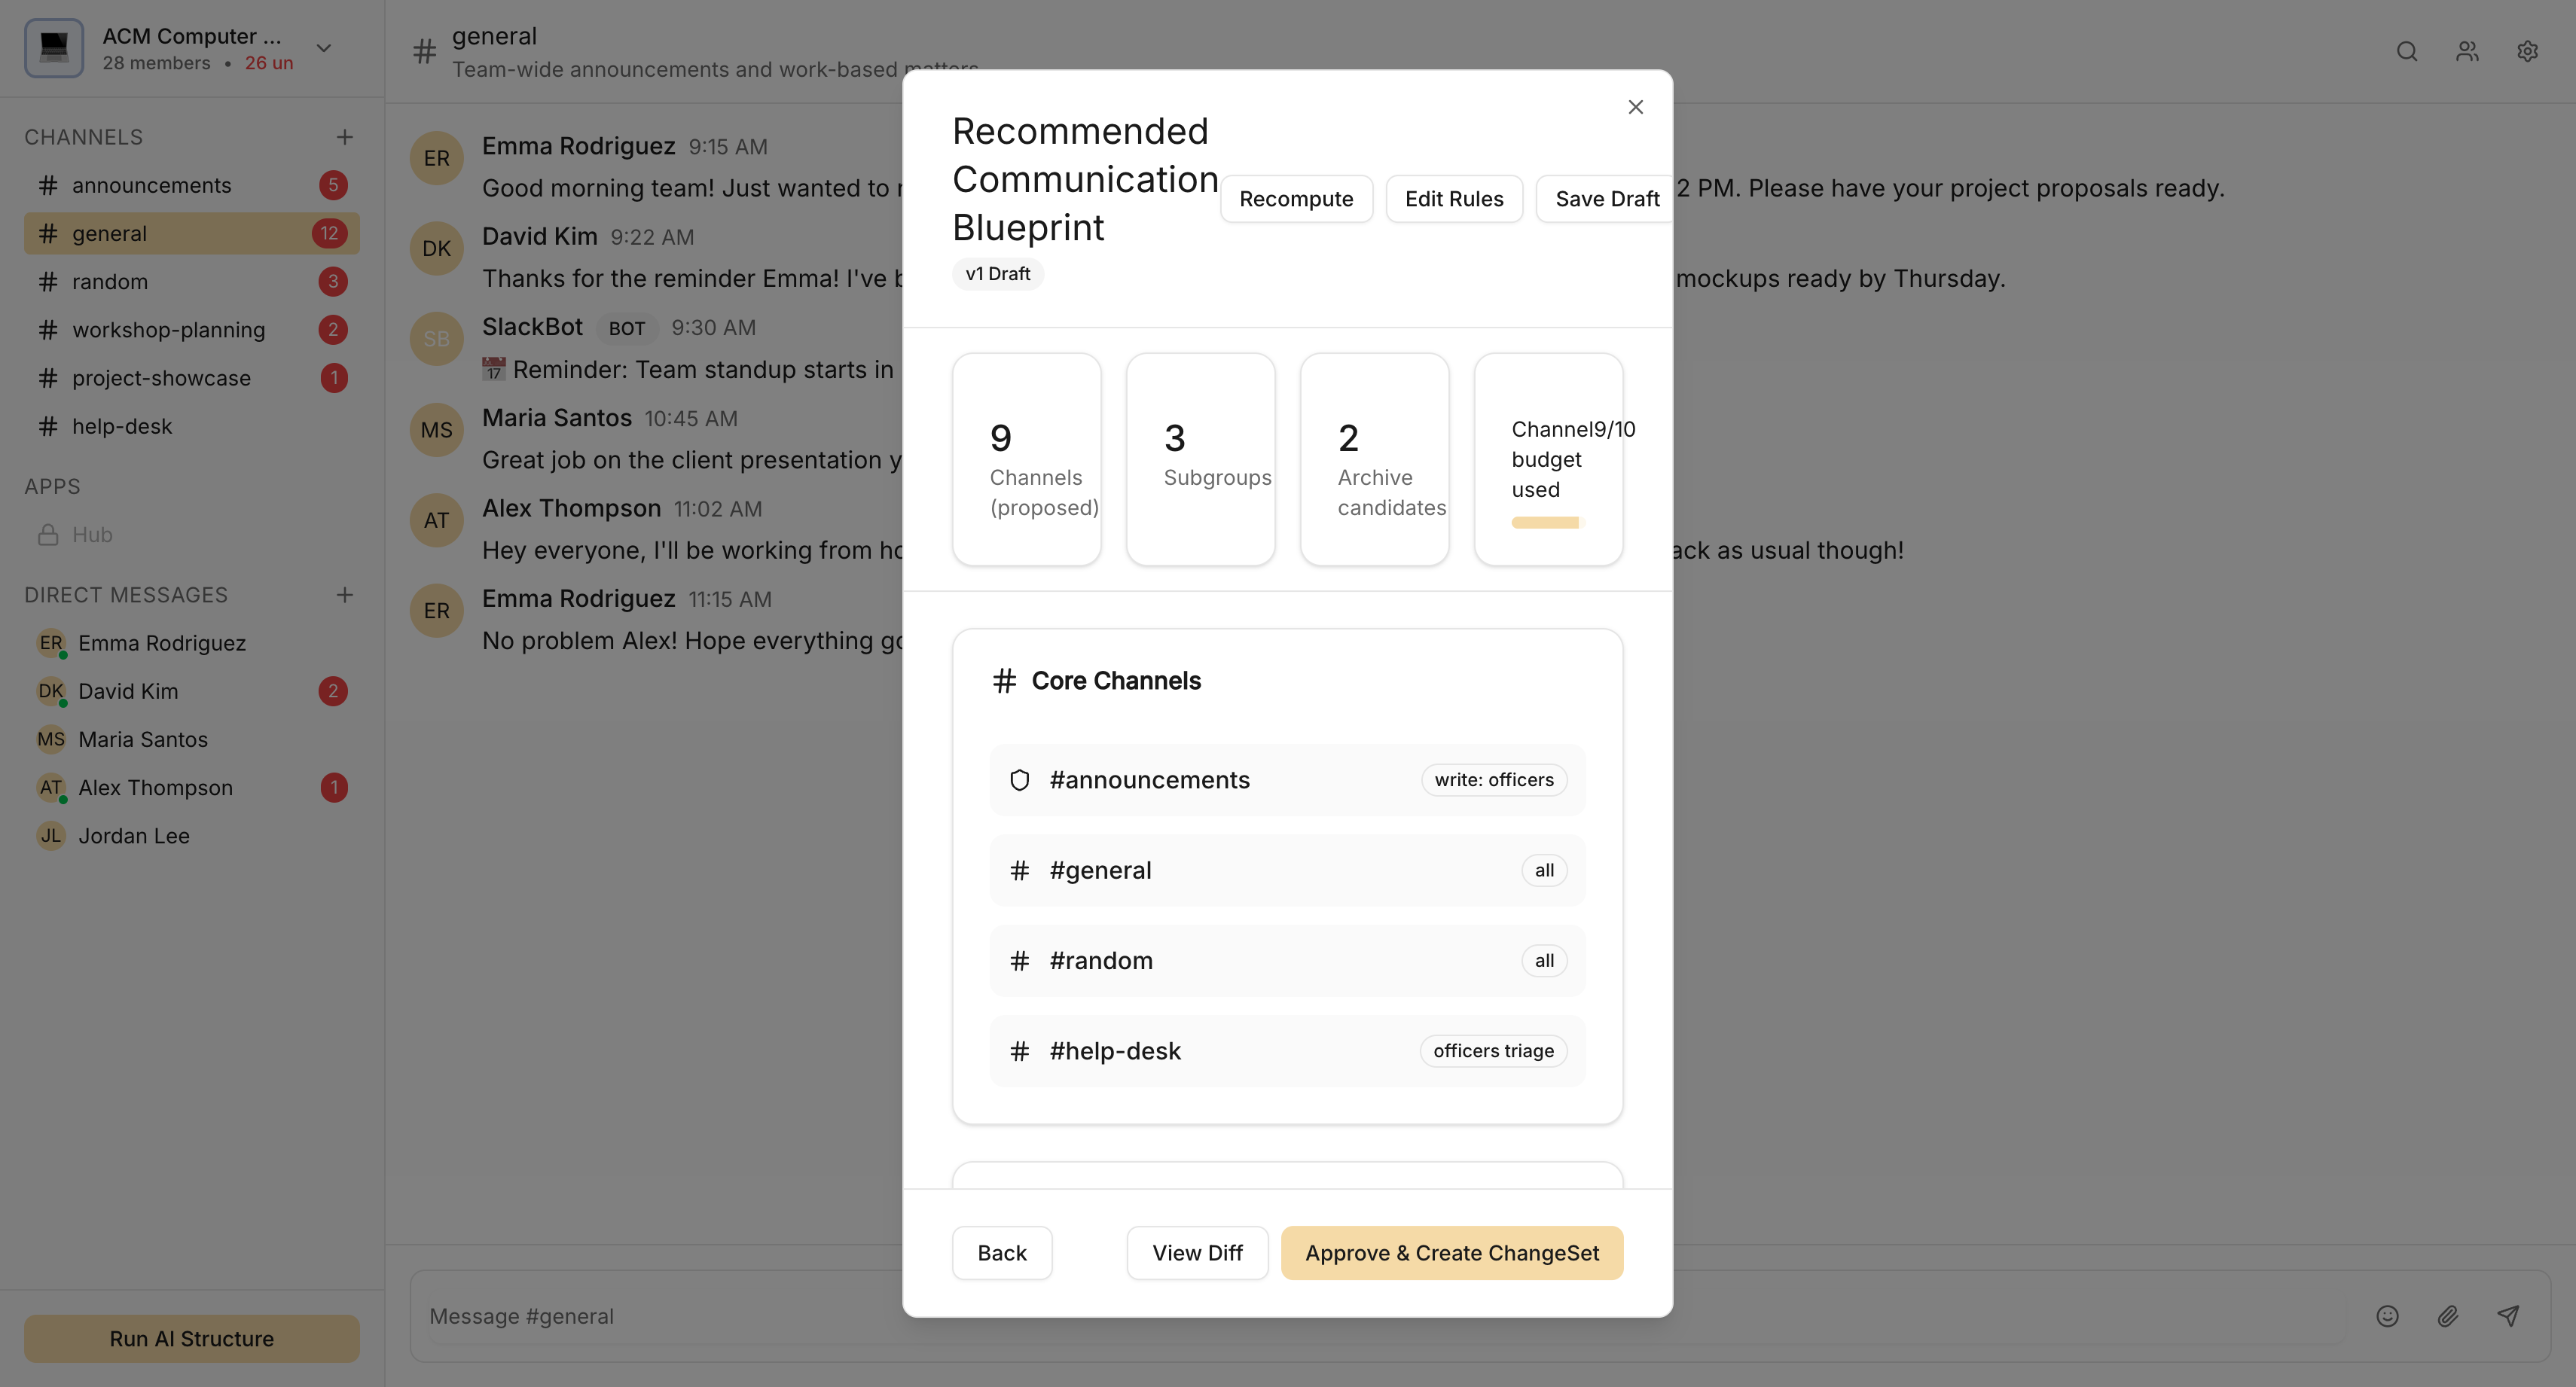 ACM Computer ...
28 members • 26 un
CHANNELS
# announcements 5
# general 12
# random 3
# workshop-planning 2
# project-showcase 1
# help-desk
APPS
Hub
DIRECT MESSAGES
ER Emma Rodriguez
DK David Kim 2
MS Maria Santos
AT Alex Thompson 1
JL Jordan Lee
Run AI Structure
# general
Team-wide announcements and work-based matters
ER Emma Rodriguez 9:15 AM
Good morning team! Just wanted to r
2 PM. Please have your project proposals ready.
DK David Kim 9:22 AM
Thanks for the reminder Emma! I've b
mockups ready by Thursday.
SB SlackBot BOT 9:30 AM
17 Reminder: Team standup starts in
MS Maria Santos 10:45 AM
Great job on the client presentation y
AT Alex Thompson 11:02 AM
Hey everyone, I'll be working from ho
ack as usual though!
ER Emma Rodriguez 11:15 AM
No problem Alex! Hope everything go
Message #general
Recommended
Communication
Blueprint
v1 Draft
Recompute
Edit Rules
Save Draft
9
Channels
(proposed)
3
Subgroups
2
Archive
candidates
Channel 9/10
budget
used
# Core Channels
#announcements write: officers
# #general all
# #random all
# #help-desk officers triage
Back
View Diff
Approve & Create ChangeSet